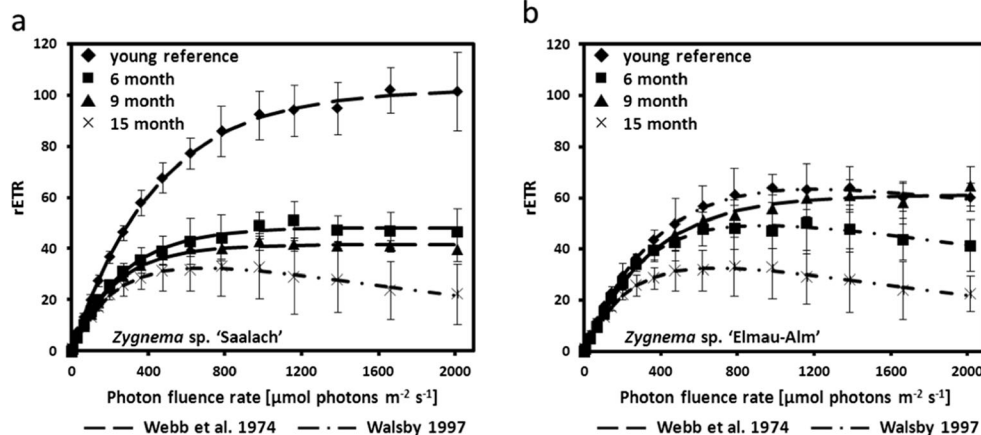 a
b
120
100
80
60
40
20
0
rETR
young reference
6 month
9 month
15 month
Zygnema sp. ‘Saalach’
0 400 800 1200 1600 2000
Photon fluence rate [µmol photons m⁻² s⁻¹]
Webb et al. 1974 Walsby 1997
120
100
80
60
40
20
0
rETR
young reference
6 month
9 month
15 month
Zygnema sp. ‘Elmau-Alm’
0 400 800 1200 1600 2000
Photon fluence rate [µmol photons m⁻² s⁻¹]
Webb et al. 1974 Walsby 1997